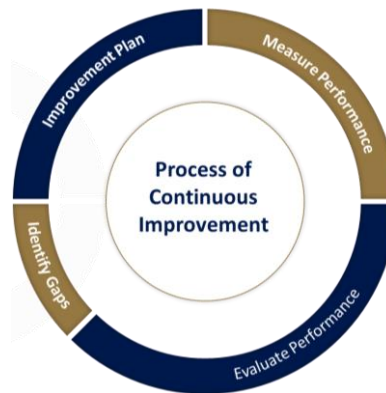 Improvement Plan
Measure Performance
Process of
Continuous
Improvement
Identify Gaps
Evaluate Performance